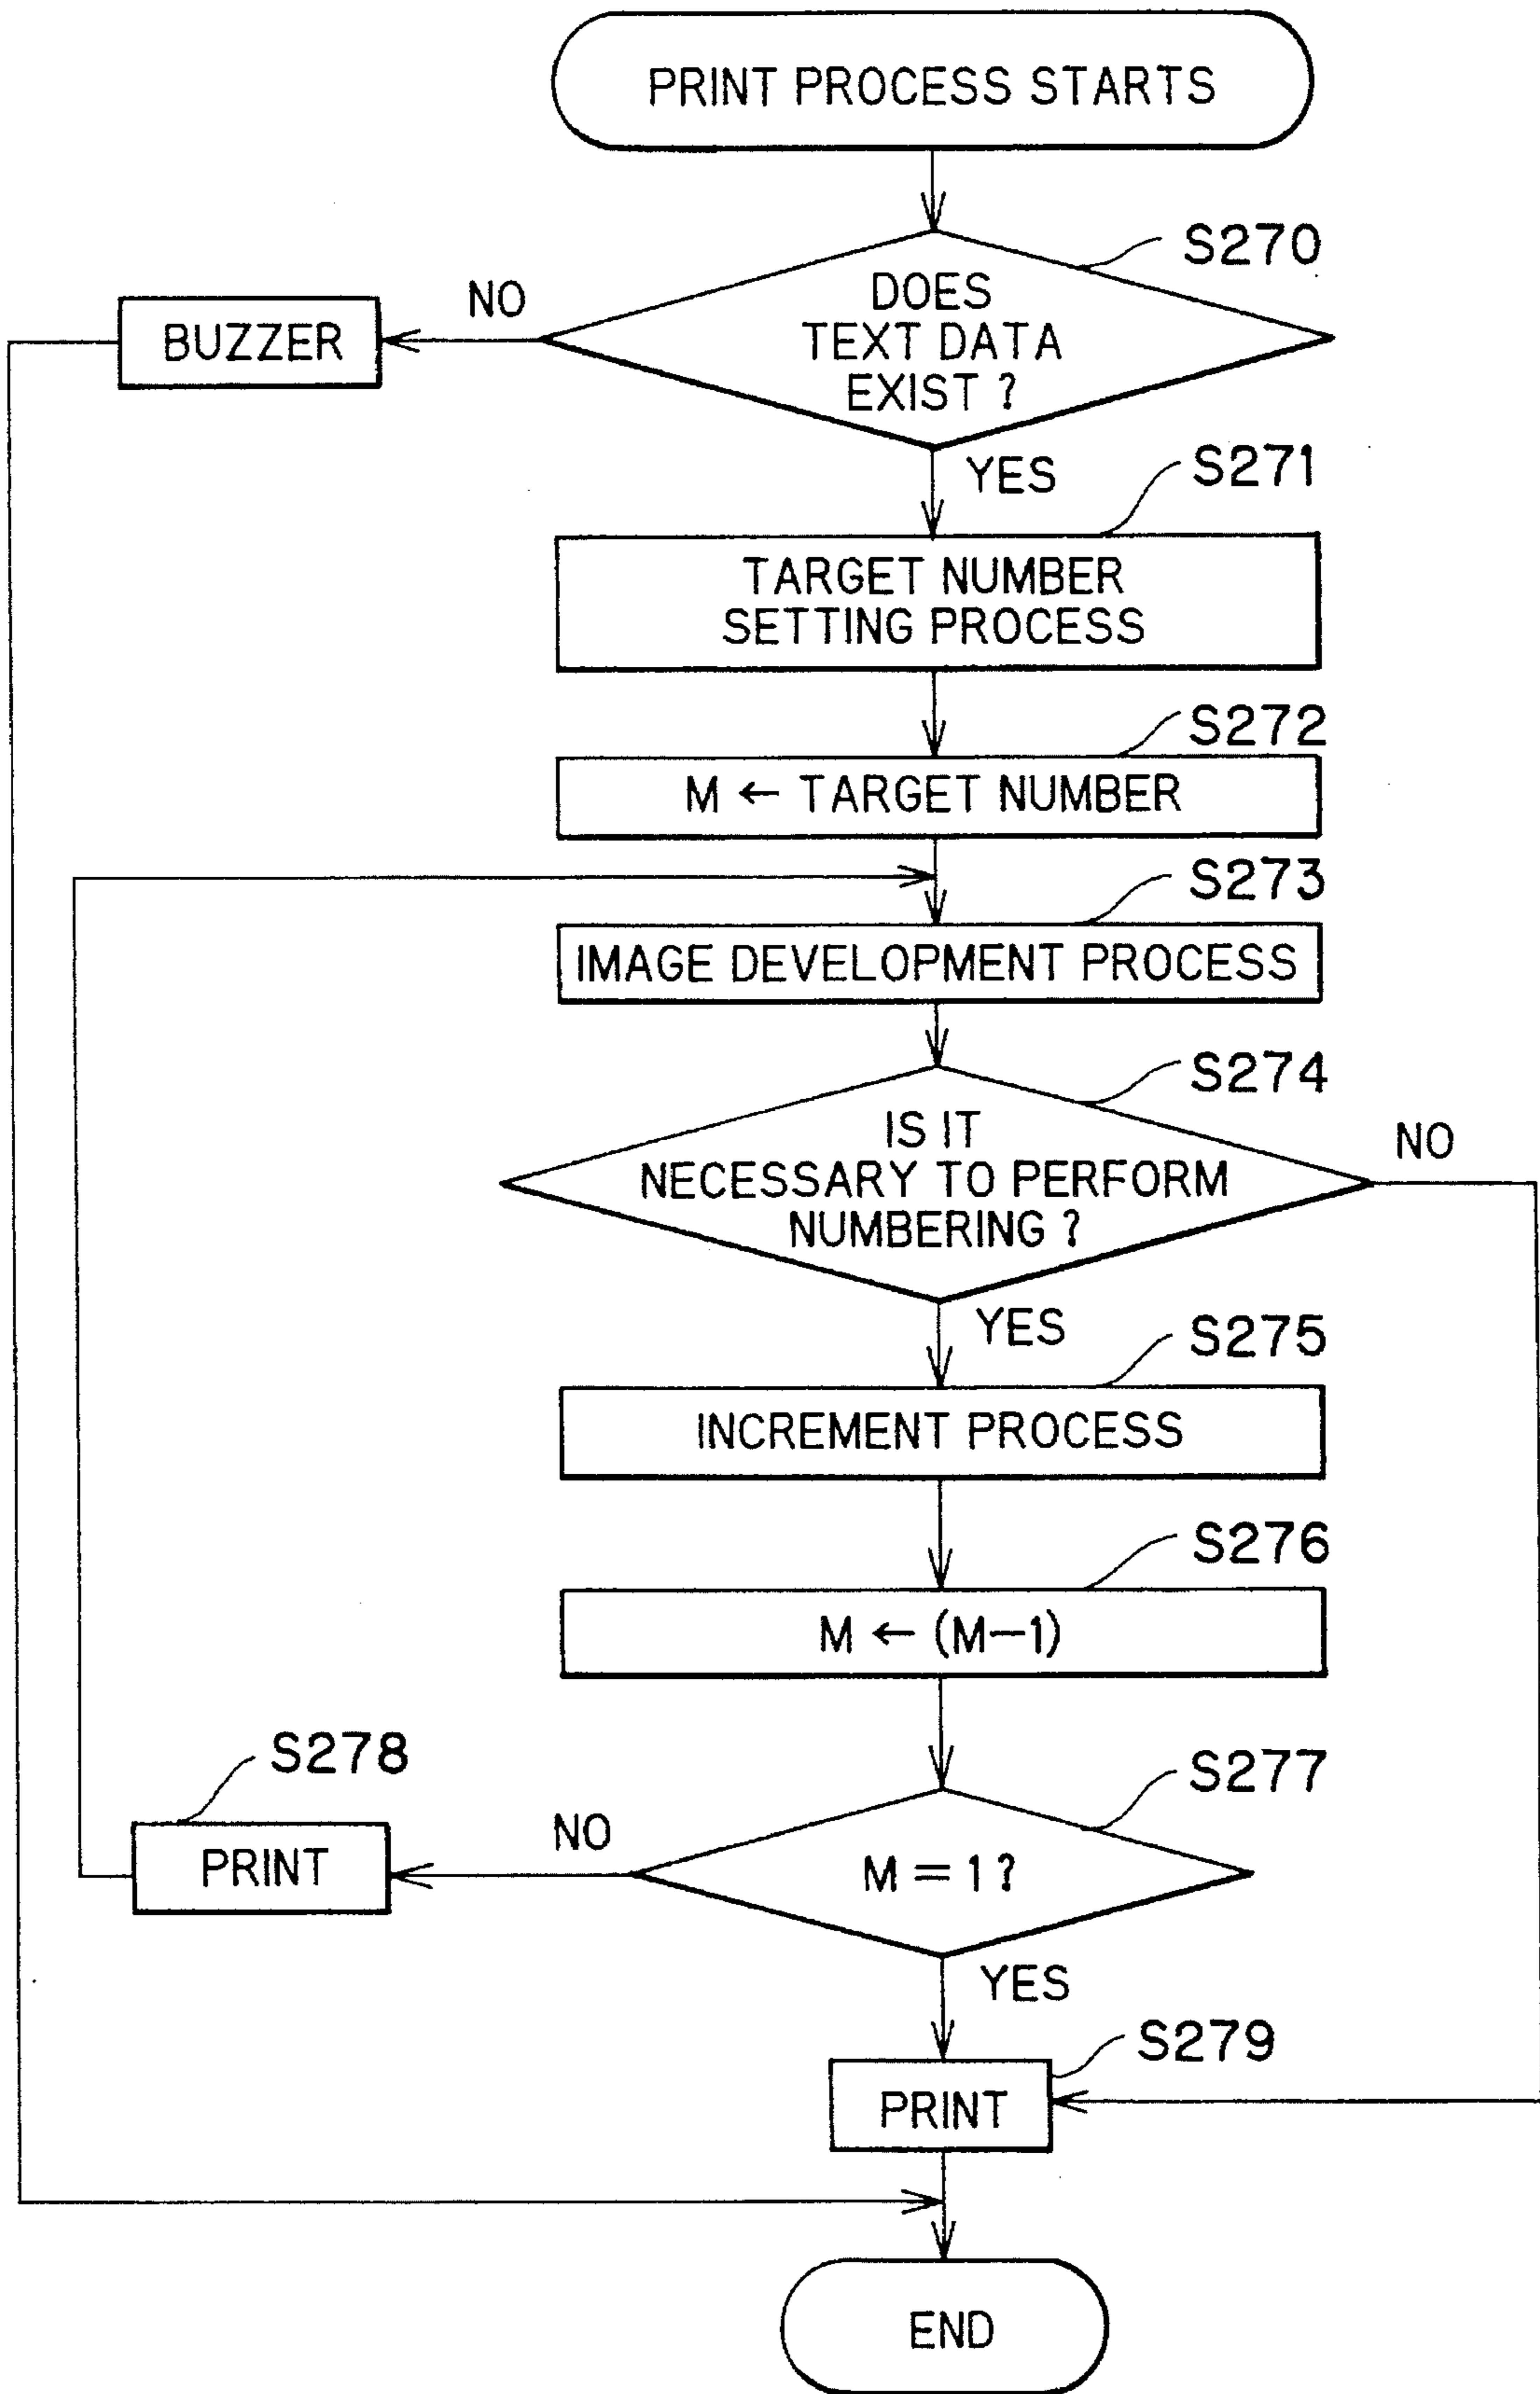 PRINT PROCESS STARTS
S270
DOES
TEXT DATA
EXIST ?
NO
BUZZER
YES
S271
TARGET NUMBER
SETTING PROCESS
S272
M ← TARGET NUMBER
S273
IMAGE DEVELOPMENT PROCESS
S274
IS IT
NECESSARY TO PERFORM
NUMBERING ?
NO
YES
S275
INCREMENT PROCESS
S276
M ← (M-1)
S277
M = 1 ?
NO
S278
PRINT
YES
S279
PRINT
END